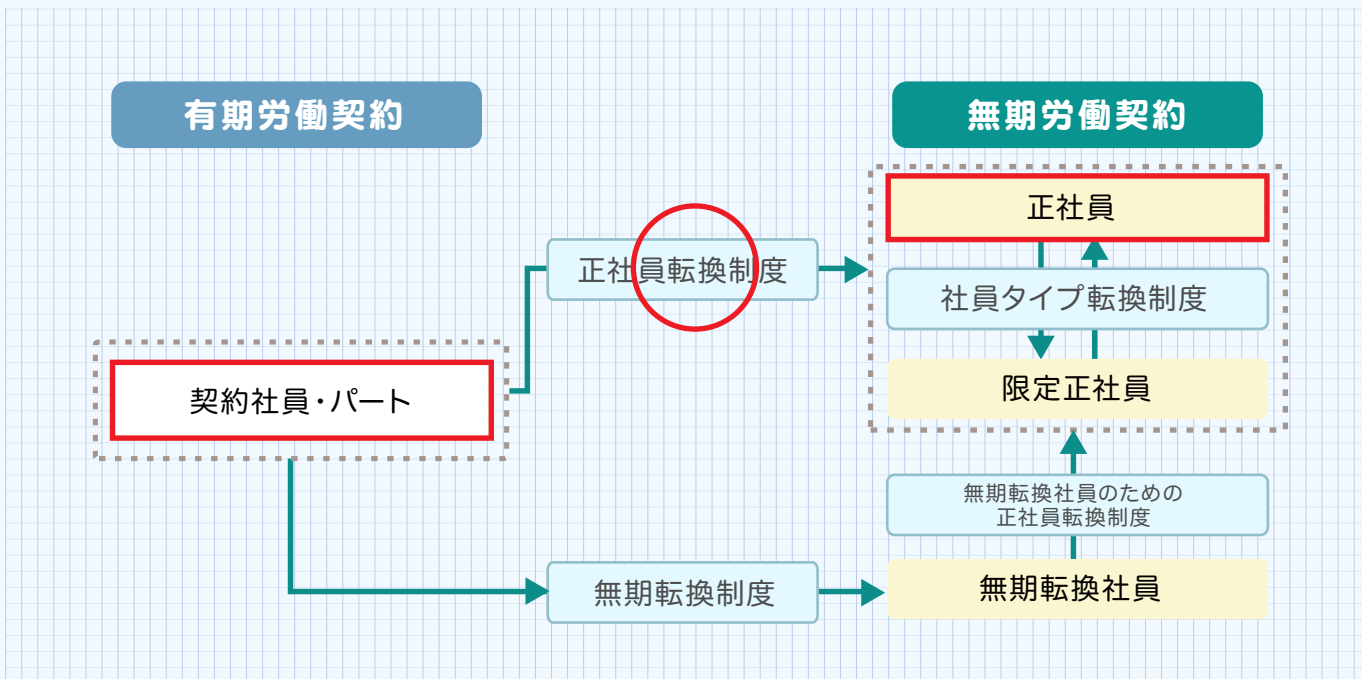 有期労働契約
無期労働契約
正社員
正社員転換制度
社員タイプ転換制度
契約社員・パート
限定正社員
無期転換社員のための
正社員転換制度
無期転換制度
無期転換社員